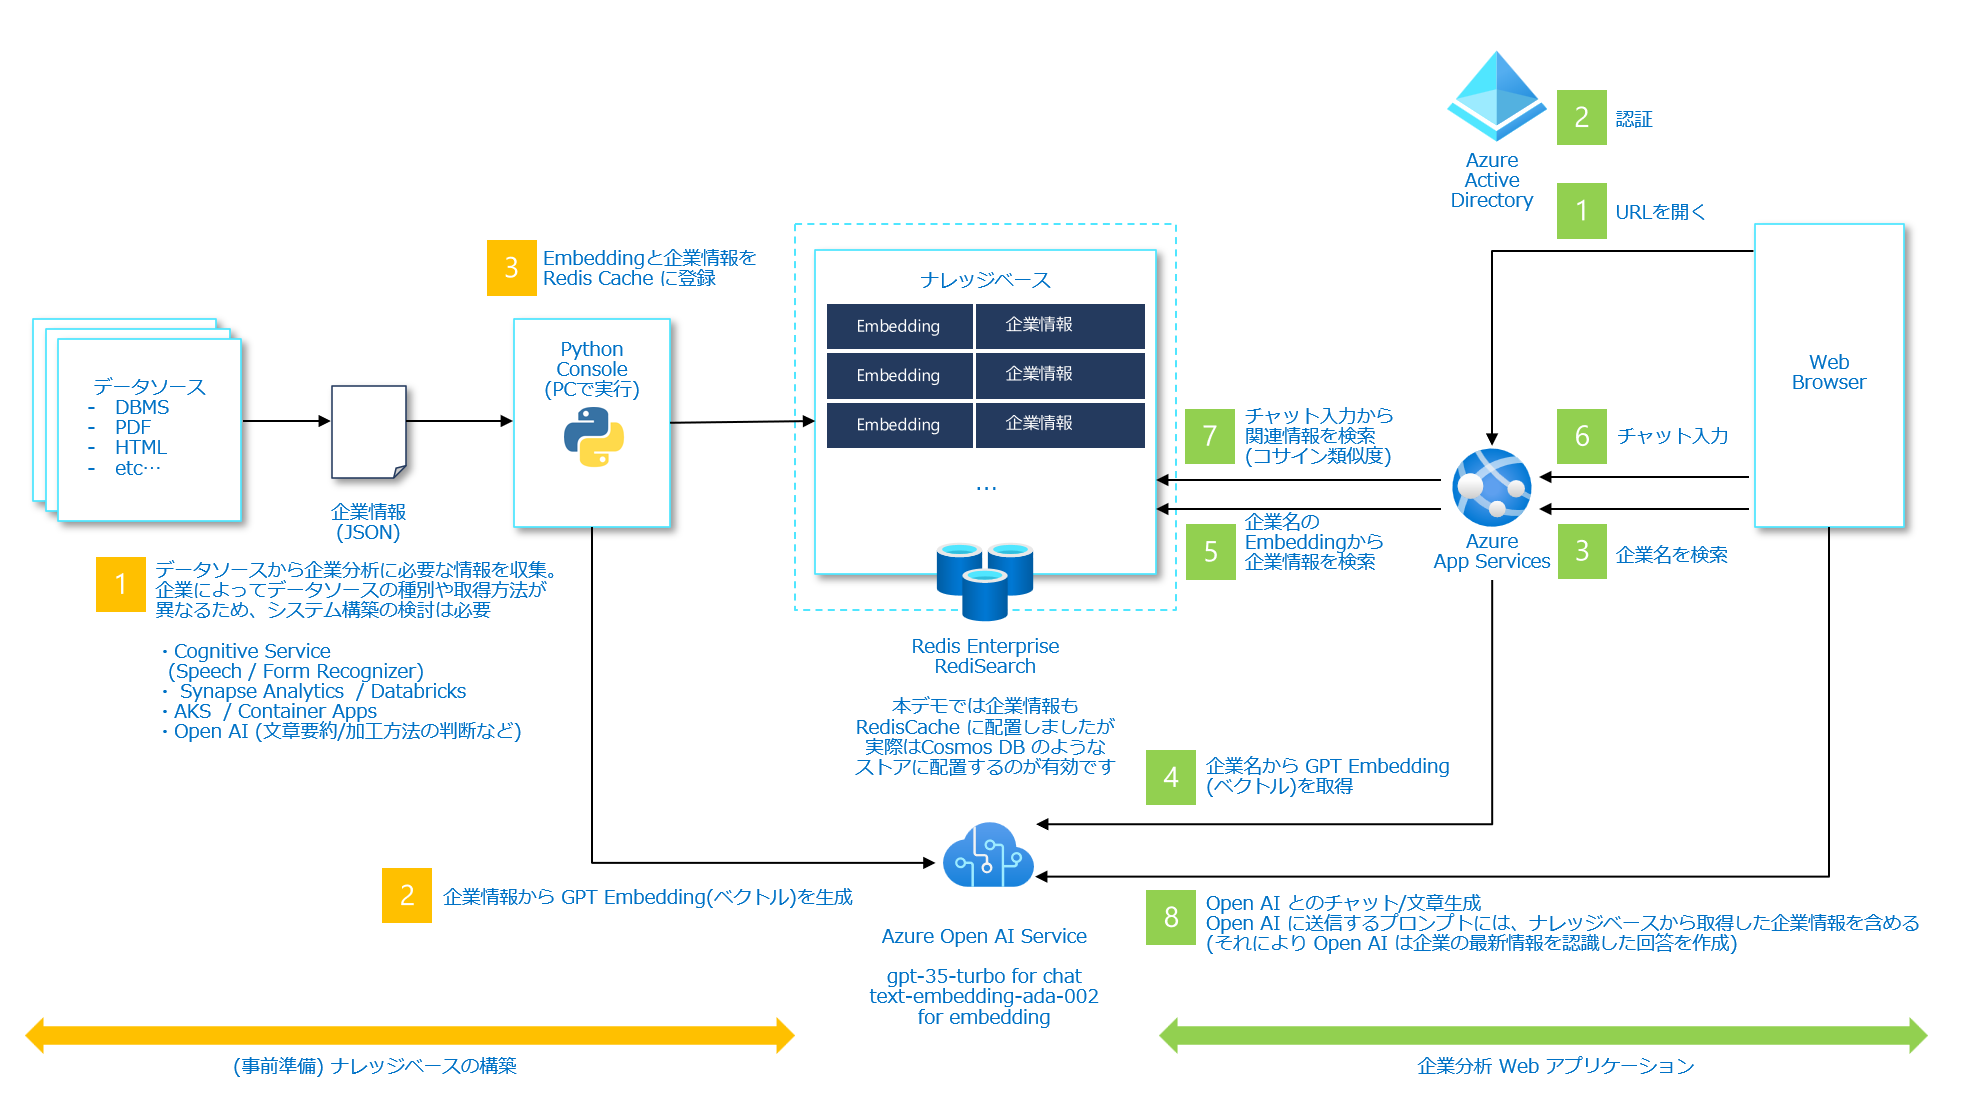 2
認証
Azure
Active
Directory
1
URLを開く
3
Embeddingと企業情報を
Redis Cache に登録
ナレッジベース
Embedding 企業情報
Embedding 企業情報
Embedding 企業情報
…
データソース
- DBMS
- PDF
- HTML
- etc…
企業情報
(JSON)
Python
Console
(PCで実行)
Web
Browser
7
チャット入力から
関連情報を検索
(コサイン類似度)
6
チャット入力
5
企業名の
Embeddingから
企業情報を検索
Azure
App Services
3
企業名を検索
1
データソースから企業分析に必要な情報を収集。
企業によってデータソースの種別や取得方法が
異なるため、システム構築の検討は必要
・Cognitive Service
(Speech / Form Recognizer)
・ Synapse Analytics / Databricks
・AKS / Container Apps
・Open AI (文章要約/加工方法の判断など)
Redis Enterprise
RediSearch
本デモでは企業情報も
RedisCache に配置しましたが
実際はCosmos DB のような
ストアに配置するのが有効です
4
企業名から GPT Embedding
(ベクトル)を取得
2
企業情報から GPT Embedding(ベクトル)を生成
8
Open AI とのチャット/文章生成
Open AI に送信するプロンプトには、ナレッジベースから取得した企業情報を含める
(それにより Open AI は企業の最新情報を認識した回答を作成)
Azure Open AI Service
gpt-35-turbo for chat
text-embedding-ada-002
for embedding
(事前準備) ナレッジベースの構築
企業分析 Web アプリケーション